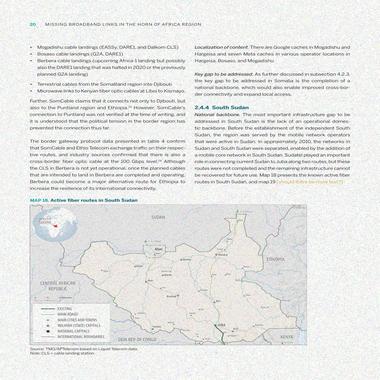 20 MISSING BROADBAND LINKS IN THE HORN OF AFRICA REGION
• Mogadishu cable landings (EASSy, DARE, and Dalkom CLS)
• Bosaso cable landings (G2A, DARE1)
• Berbera cable landings (upcoming Africa-1 landing but possibly
also the DARE1 landing that was halted in 2020 or the previously
planned G2A landing)
• Terrestrial cables from the Somaliland region into Djibouti
• Microwave links to Kenyan fiber optic cables at Liboi to Kismayo.
Further, SomCable claims that it connects not only to Djibouti, but
also to the Puntland region and Ethiopia. However, SomCable's
connection to Puntland was not verified at the time of writing, and
it is understood that the political tension in the border region has
prevented the connection thus far.
The border gateway protocol data presented in table 4 confirm
that SomCable and Ethio Telecom exchange traffic on their respec-
tive routes, and industry sources confirmed that there is also a
cross-border fiber optic cable at the 100 Gbps level. Although
the CLS in Berbera is not yet operational, once the planned cables
that are intended to land in Berbera are completed and operating,
Berbera could become a major alternative route for Ethiopia to
increase the resilience of its international connectivity.
Localization of content. There are Google caches in Mogadishu and
Hargeisa and seven Meta caches in various operator locations in
Hargeisa, Bosaso, and Mogadishu.
Key gap to be addressed. As further discussed in subsection 4.2.3,
the key gap to be addressed in Somalia is the completion of a
national backbone, which would also enable improved cross-bor-
der connectivity and expand local access.
2.4.4 South Sudan
National backbone. The most important infrastructure gap to be
addressed in South Sudan is the lack of an operational domes-
tic backbone. Before the establishment of the independent South
Sudan, the region was served by the mobile network operators
that were active in Sudan. In approximately 2010, the networks in
Sudan and South Sudan were separated, enabled by the addition of
a mobile core network in South Sudan. Sudatel played an important
role in connecting current Sudan to Juba along two routes, but these
routes were not completed and the remaining infrastructure cannot
be recovered for future use. Map 18 presents the known active fiber
routes in South Sudan, and map 19
MAP 18. Active fiber routes in South Sudan
SUDAN
ETHIOPIA
CENTRAL AFRICAN
REPUBLIC
DEM REP OF CONGO
KENYA
EXISTING
MAIN ROAD
MAIN CITIES AND TOWNS
WILAYAH (STATE) CAPITALS
NATIONAL CAPITALS
INTERNATIONAL BOUNDARIES
Note: CLS = cable landing station.